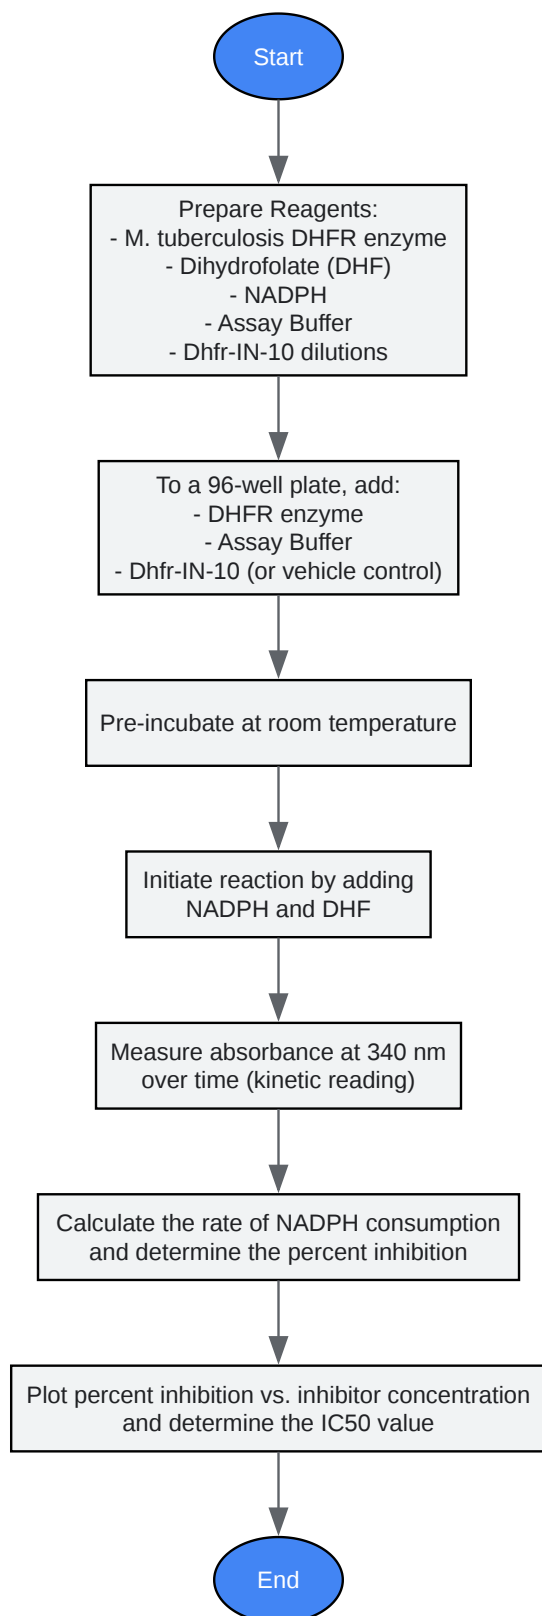 Start
Prepare Reagents:
- M. tuberculosis DHFR enzyme
- Dihydrofolate (DHF)
- NADPH
- Assay Buffer
- Dhfr-IN-10 dilutions
To a 96-well plate, add:
- DHFR enzyme
- Assay Buffer
- Dhfr-IN-10 (or vehicle control)
Pre-incubate at room temperature
Initiate reaction by adding
NADPH and DHF
Measure absorbance at 340 nm
over time (kinetic reading)
Calculate the rate of NADPH consumption
and determine the percent inhibition
Plot percent inhibition vs. inhibitor concentration
and determine the IC50 value
End